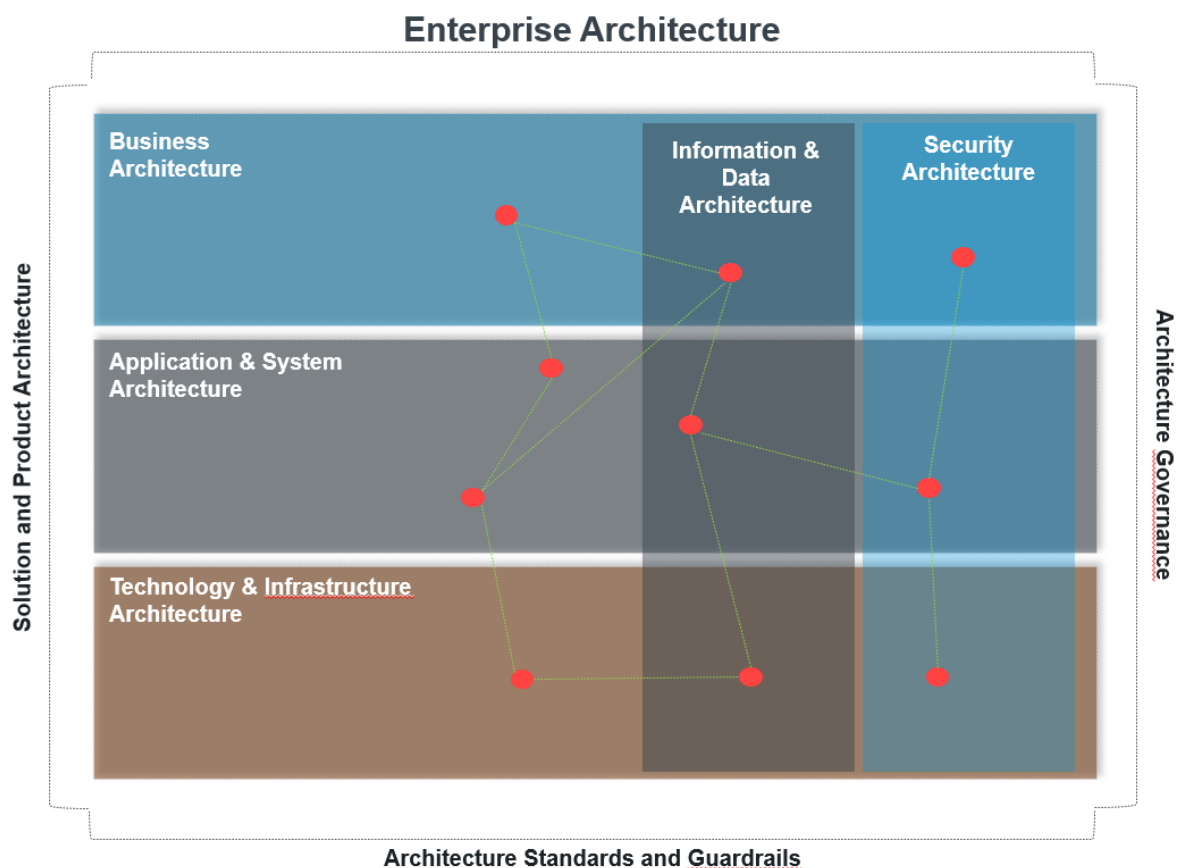 Enterprise Architecture
Business
Architecture
Information &
Data
Architecture
Security
Architecture
Application & System
Architecture
Technology & Infrastructure
Architecture
Solution and Product Architecture
Architecture Governance
Architecture Standards and Guardrails